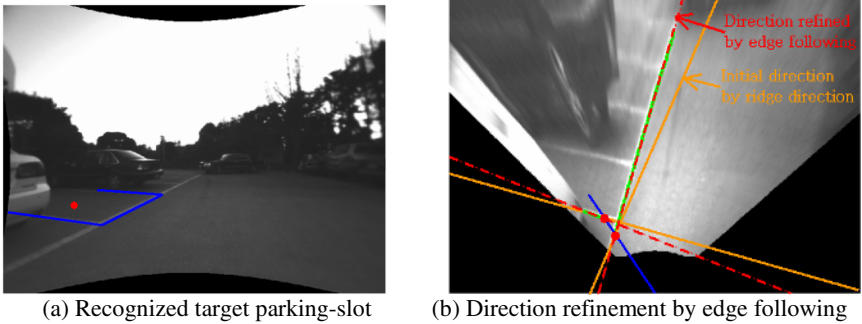 Direction refined
by edge following
Initial direction
by ridge direction
(a) Recognized target parking-slot
(b) Direction refinement by edge following